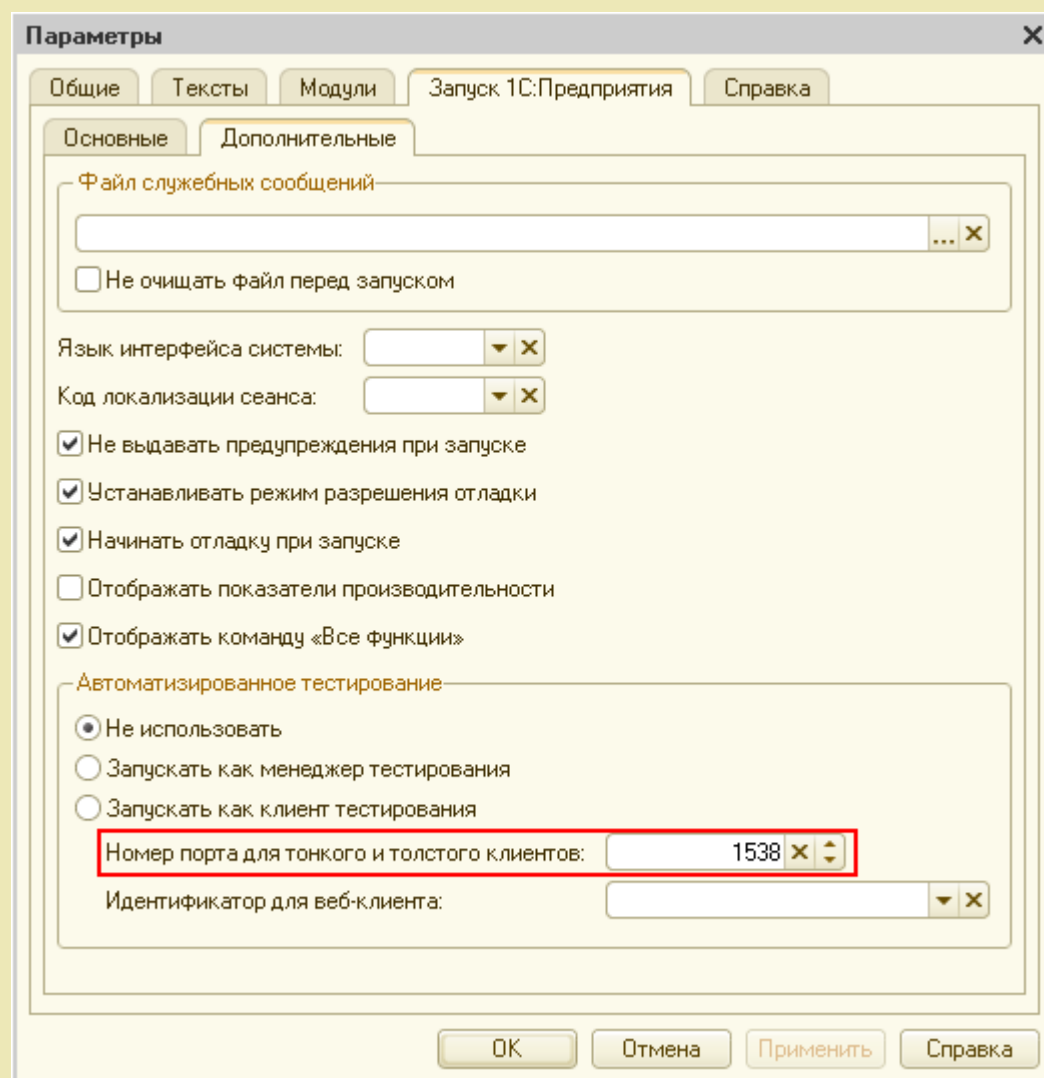 Параметры
Общие Тексты Модули Запуск 1С:Предприятия Справка
Основные Дополнительные
Файл служебных сообщений
...
Не очищать файл перед запуском
Язык интерфейса системы:
Код локализации сеанса:
Не выдавать предупреждения при запуске
Устанавливать режим разрешения отладки
Начинать отладку при запуске
Отображать показатели производительности
Отображать команду «Все функции»
Автоматизированное тестирование
Не использовать
Запускать как менеджер тестирования
Запускать как клиент тестирования
Номер порта для тонкого и толстого клиентов: 1538
Идентификатор для веб-клиента:
OK Отмена Применить Справка